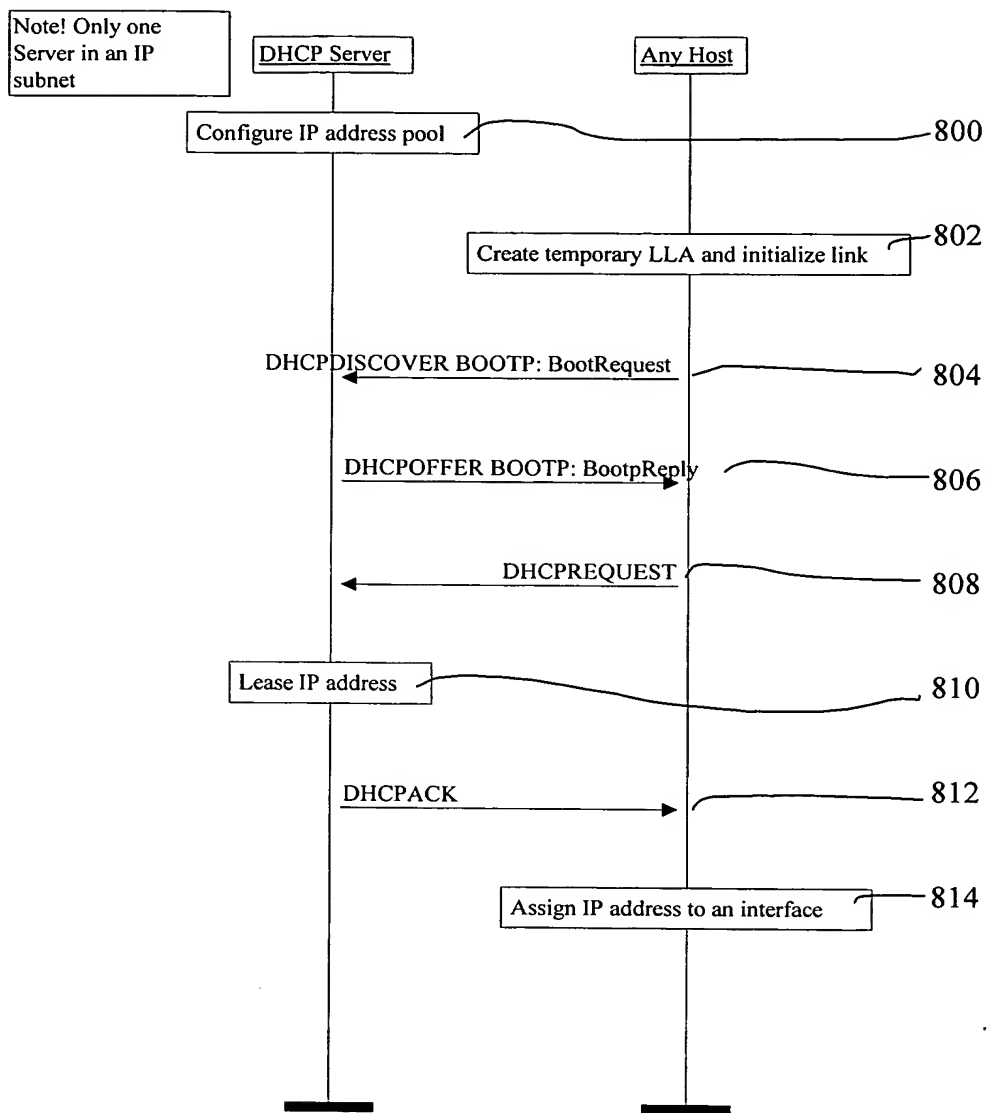 Note! Only one
Server in an IP
subnet
DHCP Server
Any Host
Configure IP address pool
800
Create temporary LLA and initialize link
802
DHCPDISCOVER BOOTP: BootRequest
804
DHCPOFFER BOOTP: BootpReply
806
DHCPREQUEST
808
Lease IP address
810
DHCPACK
812
Assign IP address to an interface
814